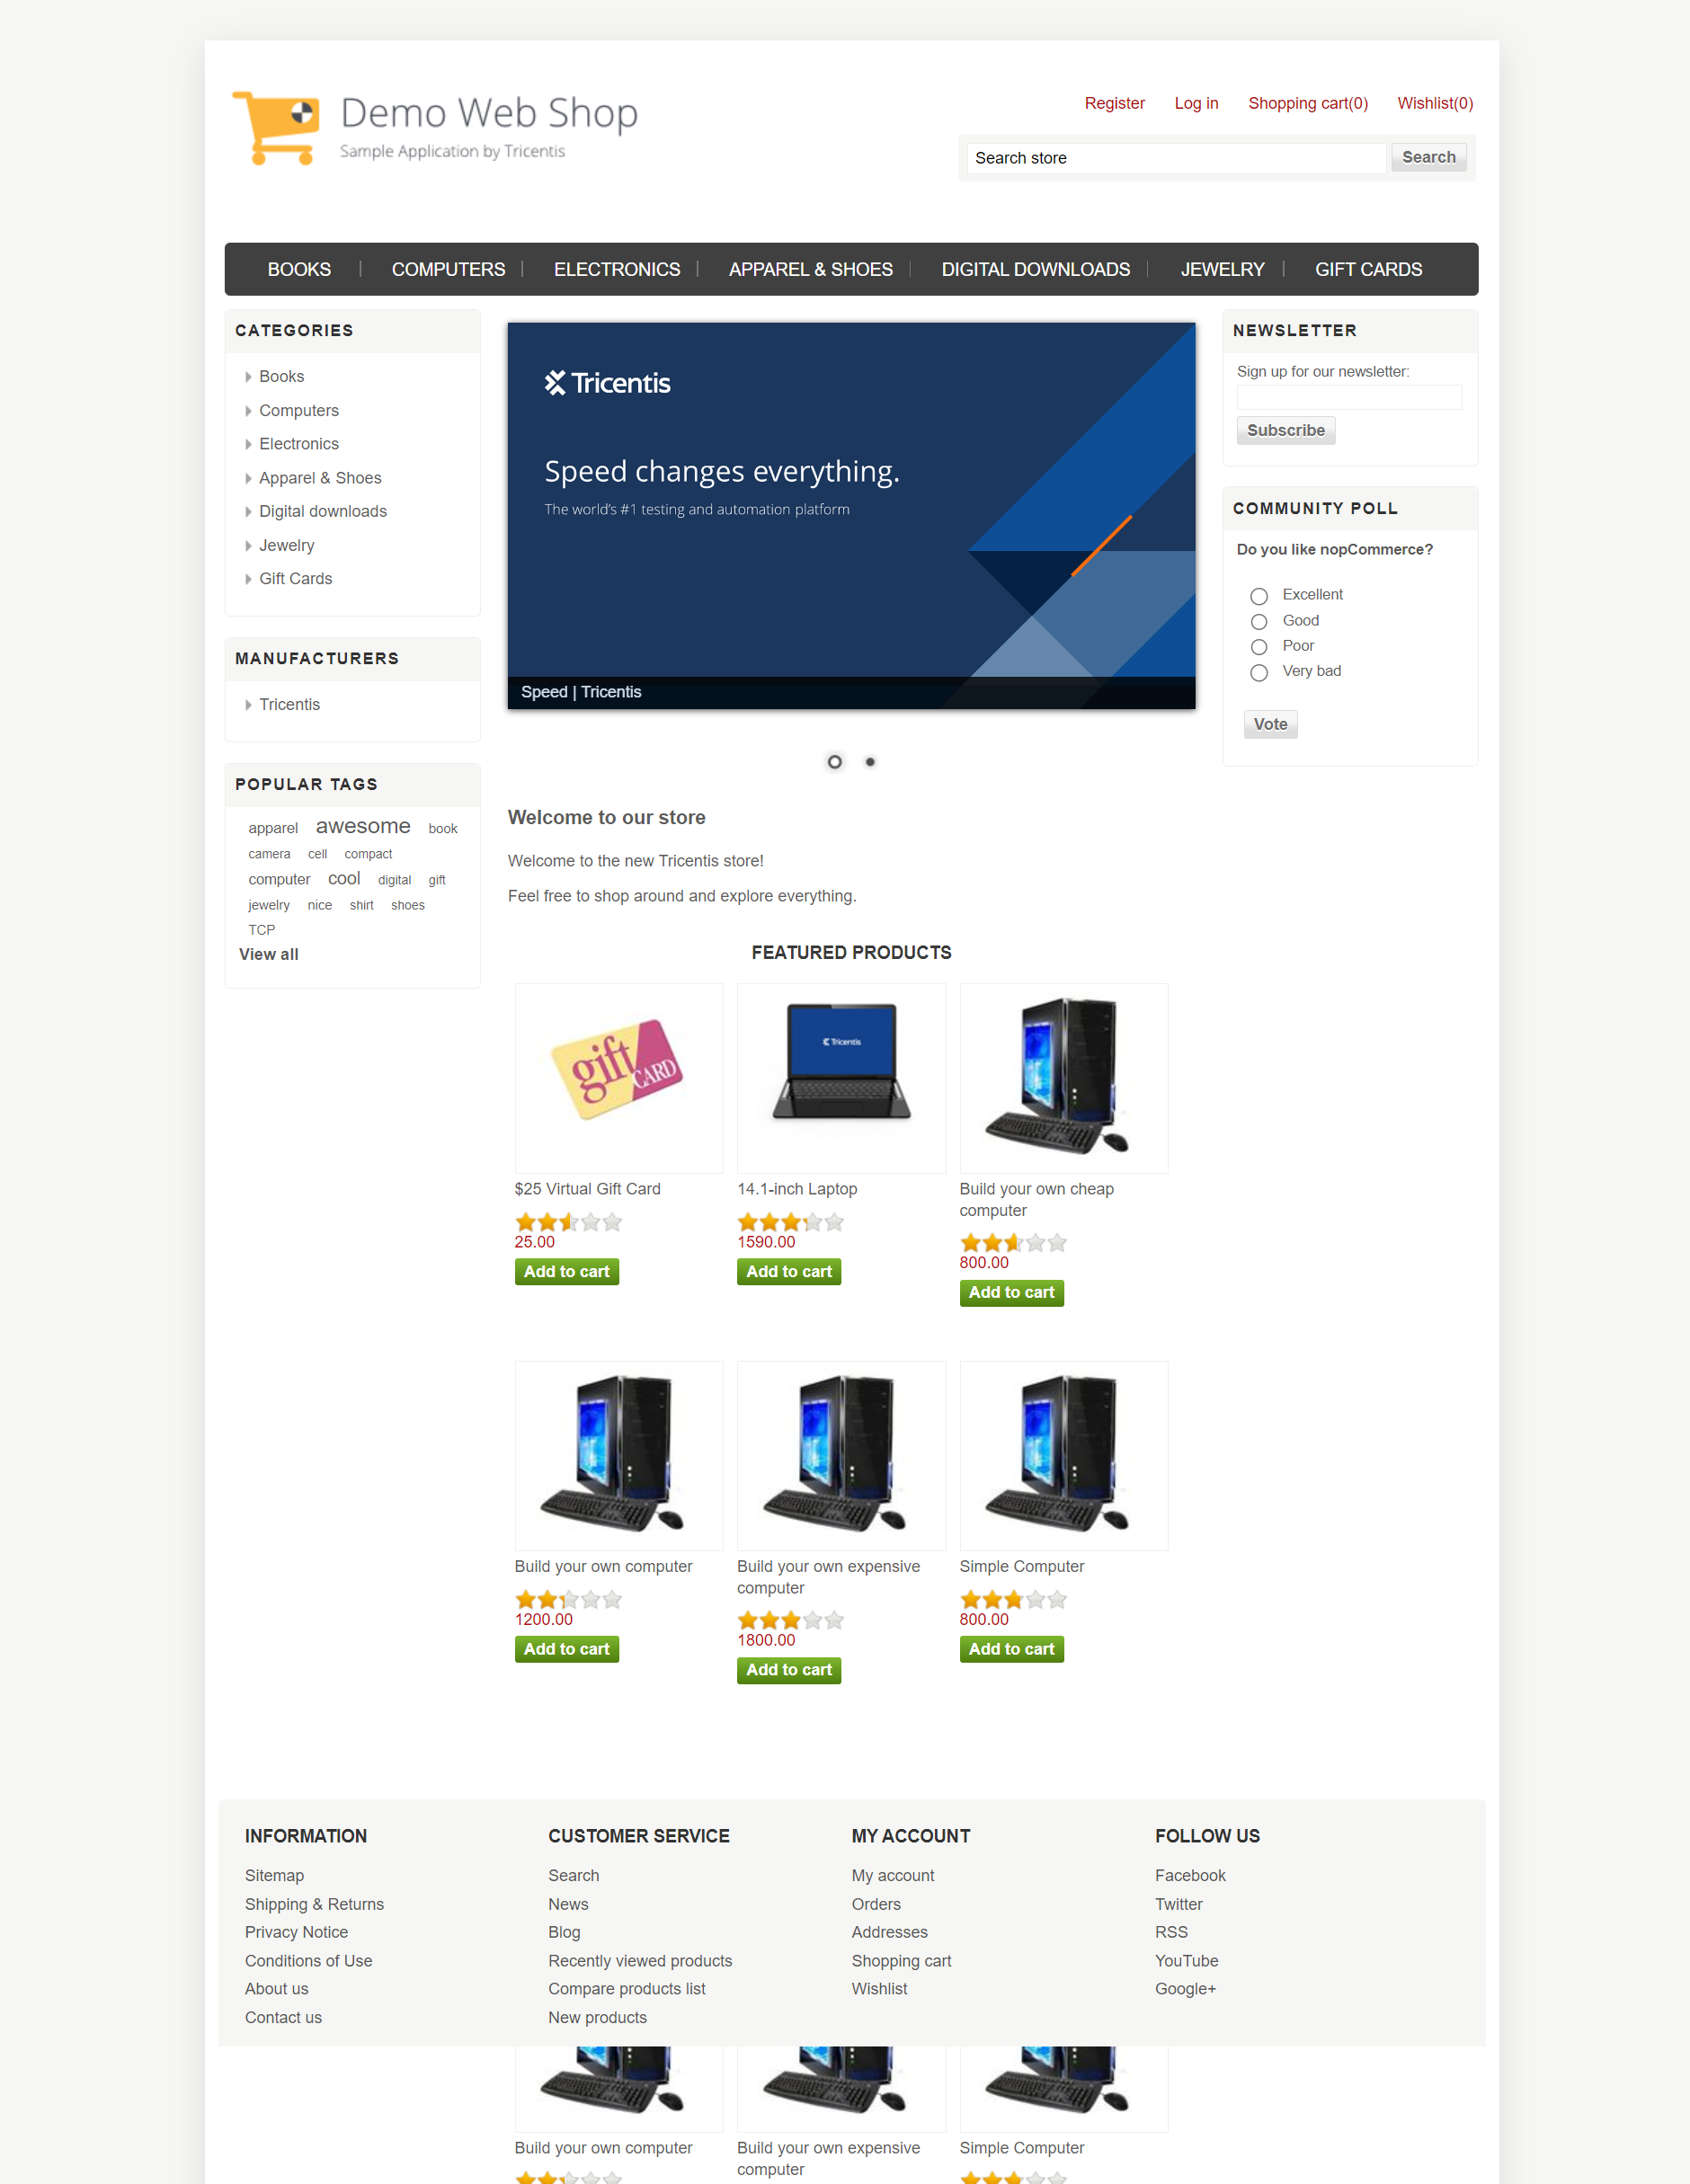 Demo Web Shop
Sample Application by Tricentis
Register Log in Shopping cart(0) Wishlist(0)
Search store Search
BOOKS COMPUTERS ELECTRONICS APPAREL & SHOES DIGITAL DOWNLOADS JEWELRY GIFT CARDS
CATEGORIES
Books
Computers
Electronics
Apparel & Shoes
Digital downloads
Jewelry
Gift Cards
MANUFACTURERS
Tricentis
POPULAR TAGS
apparel awesome book
camera cell compact
computer cool digital gift
jewelry nice shirt shoes
TCP
View all
Tricentis
Speed changes everything.
The world's #1 testing and automation platform
Speed | Tricentis
NEWSLETTER
Sign up for our newsletter:
Subscribe
COMMUNITY POLL
Do you like nopCommerce?
Excellent
Good
Poor
Very bad
Vote
Welcome to our store
Welcome to the new Tricentis store!
Feel free to shop around and explore everything.
FEATURED PRODUCTS
gift CARD
$25 Virtual Gift Card
25.00
Add to cart
Tricentis
14.1-inch Laptop
1590.00
Add to cart
Build your own cheap
computer
800.00
Add to cart
Build your own computer
1200.00
Add to cart
Build your own expensive
computer
1800.00
Add to cart
Simple Computer
800.00
Add to cart
INFORMATION
Sitemap
Shipping & Returns
Privacy Notice
Conditions of Use
About us
Contact us
CUSTOMER SERVICE
Search
News
Blog
Recently viewed products
Compare products list
New products
MY ACCOUNT
My account
Orders
Addresses
Shopping cart
Wishlist
FOLLOW US
Facebook
Twitter
RSS
YouTube
Google+
Build your own computer
Build your own expensive
computer
Simple Computer